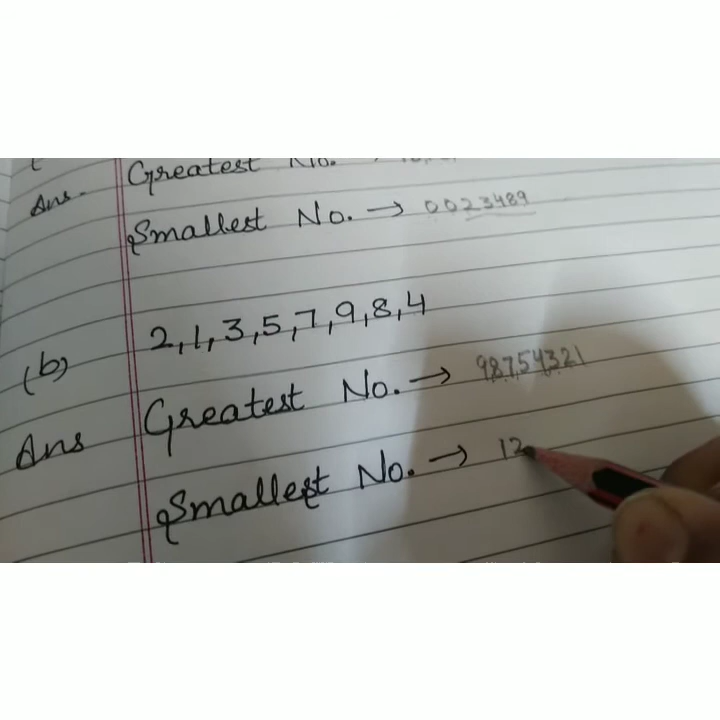 Greatest No.
Ans. Smallest No. → 0023489
(b) 2,1,3,5,7,9,8,4
Ans Greatest No. → 98754321
Smallest No. → 12